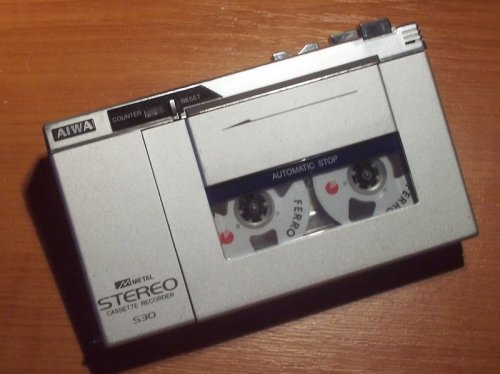 AIWA
COUNTER
RESET
AUTOMATIC STOP
FERRO
FERRO
METAL
STEREO
CASSETTE RECORDER
S30